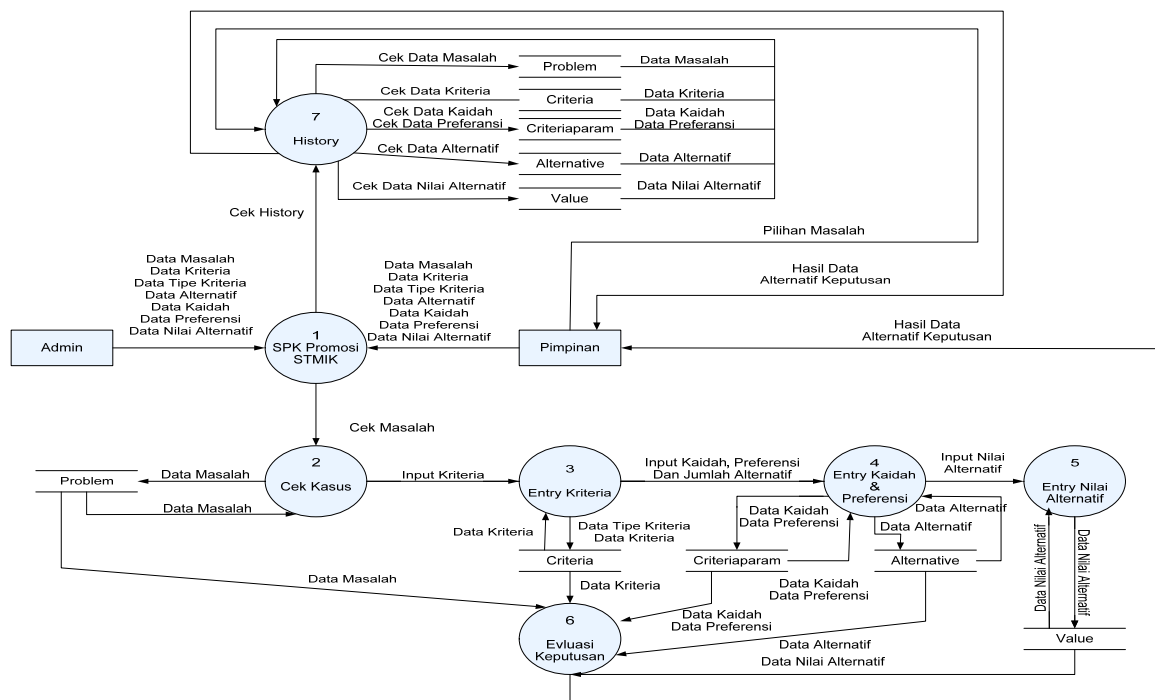 Cek Data Masalah
Problem
Data Masalah
Cek Data Kriteria
Criteria
Data Kriteria
7
History
Cek Data Kaidah
Cek Data Preferansi
Criteriaparam
Data Kaidah
Data Preferansi
Cek Data Alternatif
Alternative
Data Alternatif
Cek Data Nilai Alternatif
Value
Data Nilai Alternatif
Cek History
Pilihan Masalah
Data Masalah
Data Kriteria
Data Tipe Kriteria
Data Alternatif
Data Kaidah
Data Preferensi
Data Nilai Alternatif
Data Masalah
Data Kriteria
Data Tipe Kriteria
Data Alternatif
Data Kaidah
Data Preferensi
Data Nilai Alternatif
Hasil Data
Alternatif Keputusan
Hasil Data
Alternatif Keputusan
Admin
1
SPK Promosi
STMIK
Pimpinan
Cek Masalah
Problem
Data Masalah
Data Masalah
2
Cek Kasus
Input Kriteria
3
Entry Kriteria
Input Kaidah, Preferensi
Dan Jumlah Alternatif
4
Entry Kaidah
&
Preferensi
Input Nilai
Alternatif
5
Entry Nilai
Alternatif
Data Kriteria
Data Tipe Kriteria
Data Kriteria
Data Kaidah
Data Preferensi
Data Alternatif
Data Alternatif
Data Nilai Alternatif
Data Nilai Alternatif
Criteria
Criteriaparam
Alternative
Data Masalah
Data Kriteria
Data Kaidah
Data Preferensi
Data Kaidah
Data Preferensi
6
Evluasi
Keputusan
Data Alternatif
Value
Data Nilai Alternatif